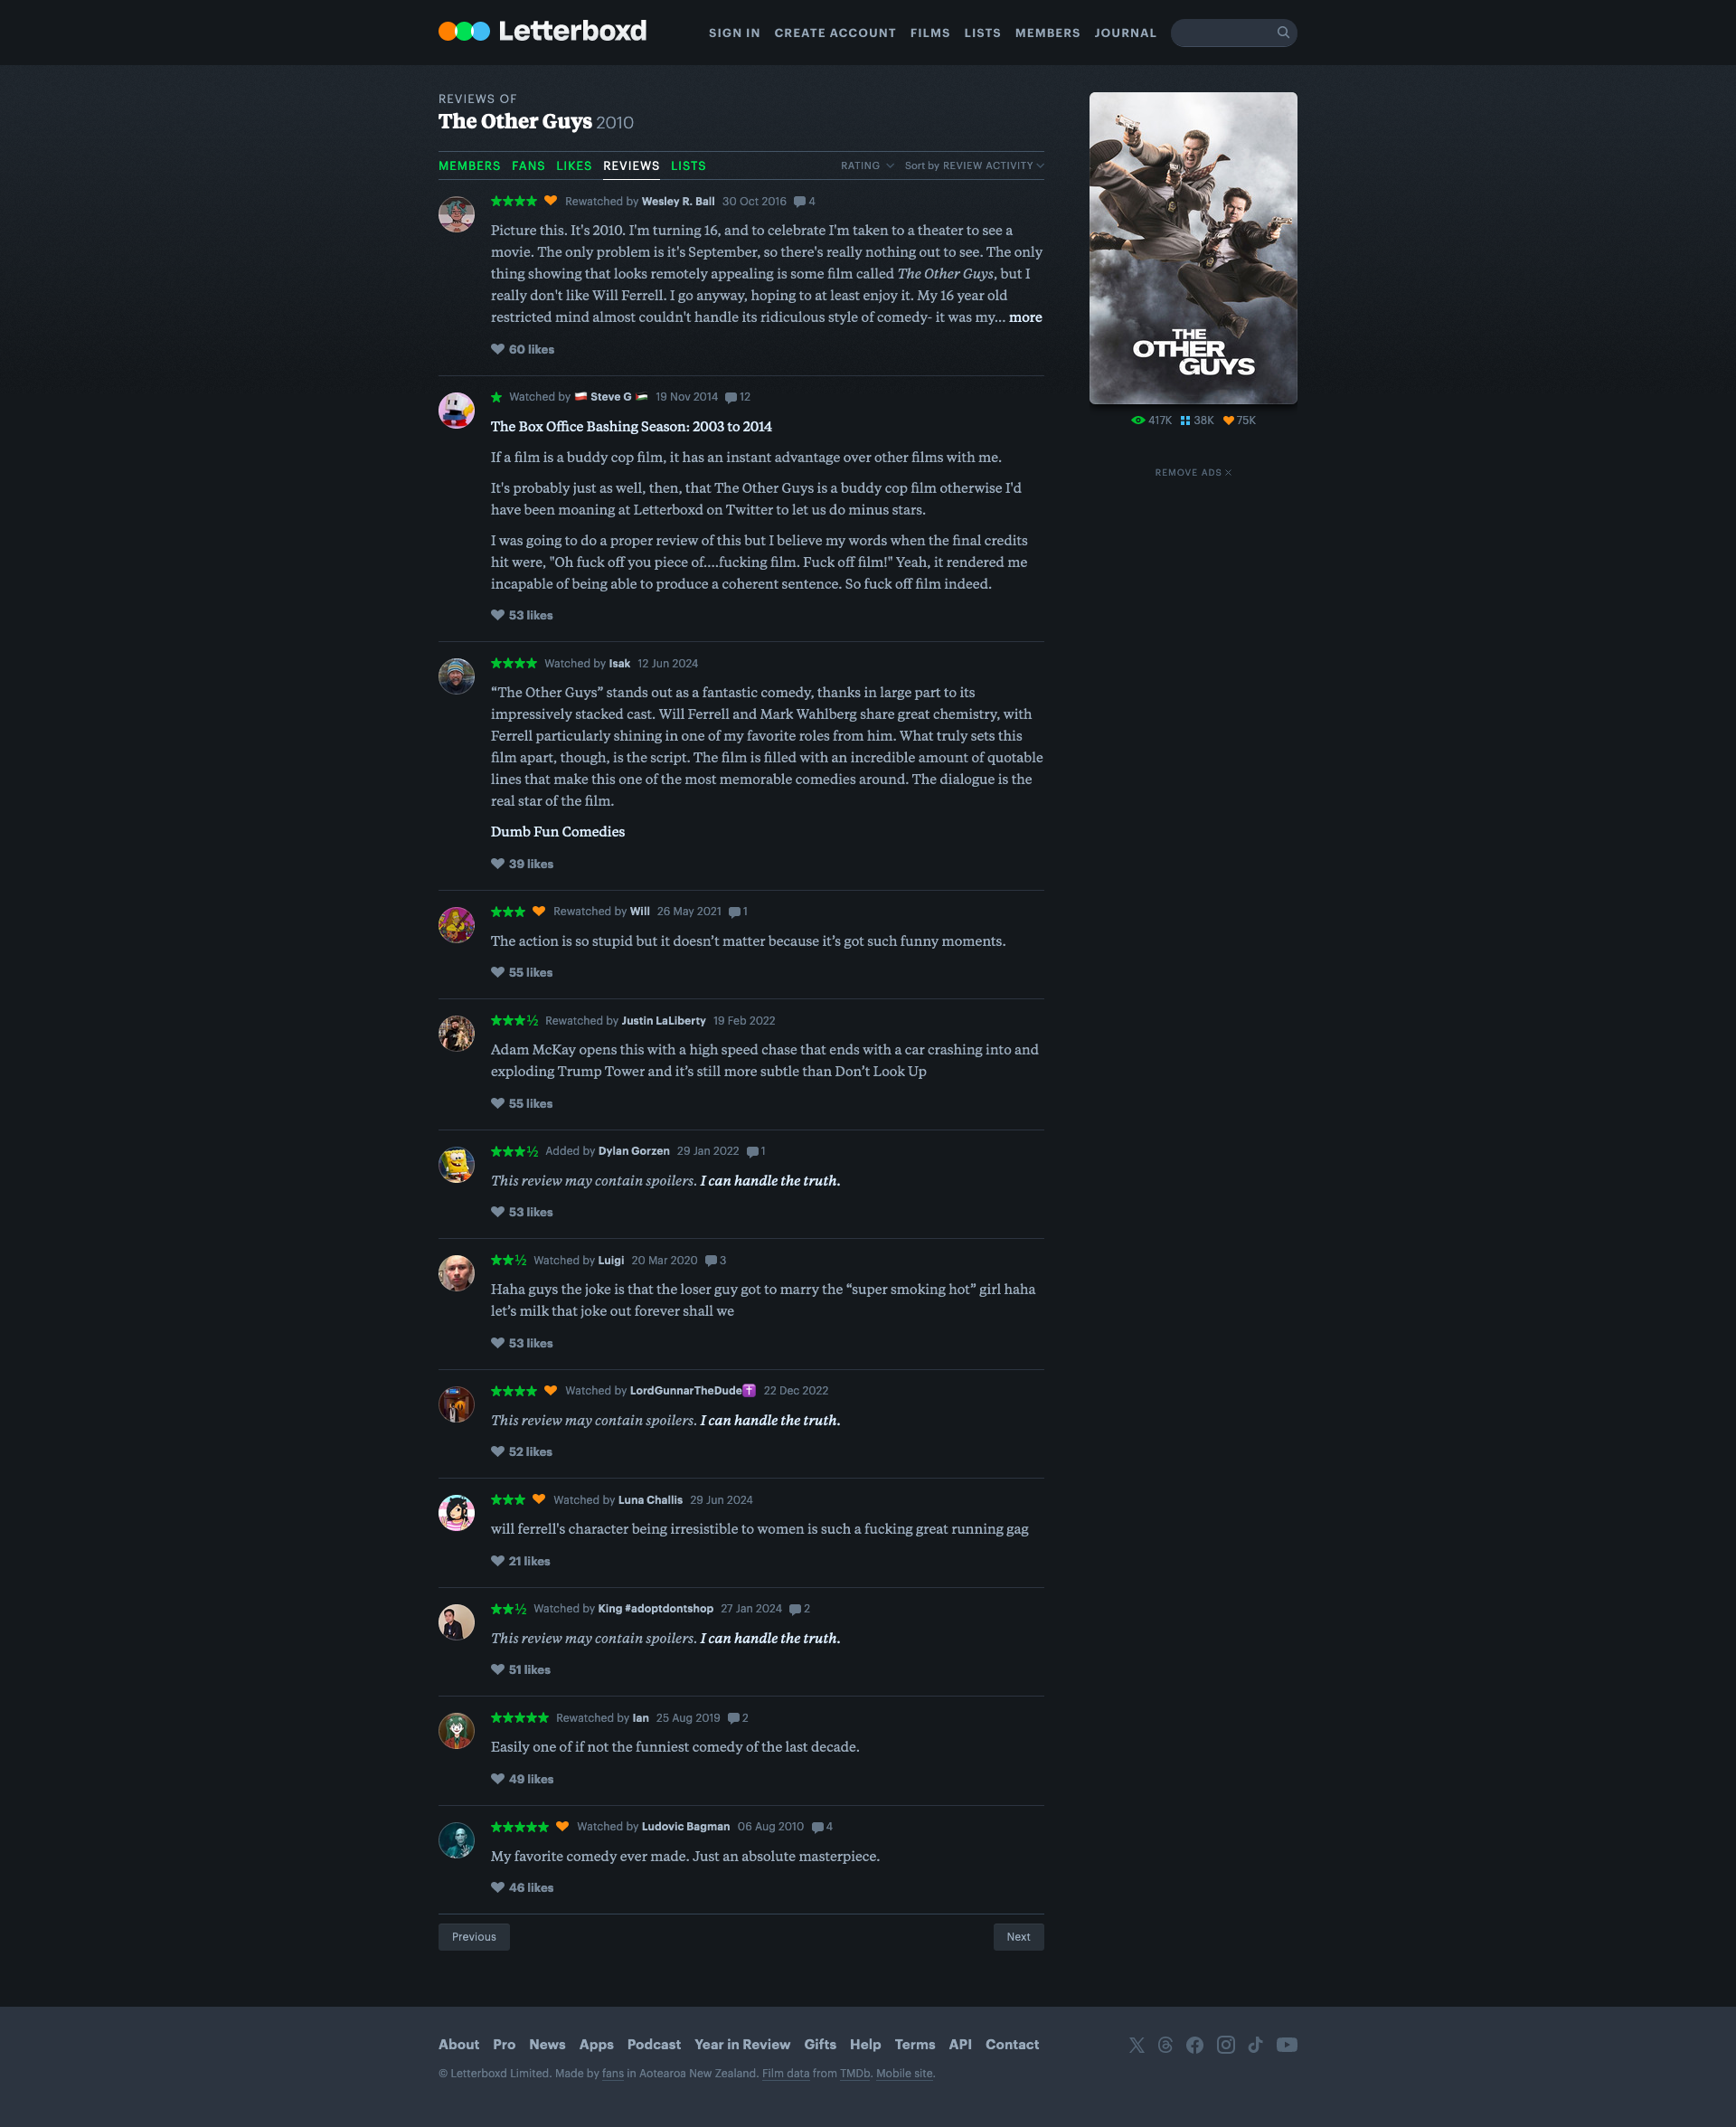 Letterboxd
SIGN IN CREATE ACCOUNT FILMS LISTS MEMBERS JOURNAL
REVIEWS OF
The Other Guys 2010
MEMBERS FANS LIKES REVIEWS LISTS
RATING Sort by REVIEW ACTIVITY
★★★★ Rewatched by Wesley R. Ball 30 Oct 2016 4
Picture this. It's 2010. I'm turning 16, and to celebrate I'm taken to a theater to see a
movie. The only problem is it's September, so there's really nothing out to see. The only
thing showing that looks remotely appealing is some film called The Other Guys, but I
really don't like Will Ferrell. I go anyway, hoping to at least enjoy it. My 16 year old
restricted mind almost couldn't handle its ridiculous style of comedy- it was my... more
60 likes
★ Watched by Steve G 19 Nov 2014 12
The Box Office Bashing Season: 2003 to 2014
If a film is a buddy cop film, it has an instant advantage over other films with me.
It's probably just as well, then, that The Other Guys is a buddy cop film otherwise I'd
have been moaning at Letterboxd on Twitter to let us do minus stars.
I was going to do a proper review of this but I believe my words when the final credits
hit were, "Oh fuck off you piece of....fucking film. Fuck off film!" Yeah, it rendered me
incapable of being able to produce a coherent sentence. So fuck off film indeed.
53 likes
★★★★ Watched by Isak 12 Jun 2024
“The Other Guys” stands out as a fantastic comedy, thanks in large part to its
impressively stacked cast. Will Ferrell and Mark Wahlberg share great chemistry, with
Ferrell particularly shining in one of my favorite roles from him. What truly sets this
film apart, though, is the script. The film is filled with an incredible amount of quotable
lines that make this one of the most memorable comedies around. The dialogue is the
real star of the film.
Dumb Fun Comedies
39 likes
★★★ Rewatched by Will 26 May 2021 1
The action is so stupid but it doesn’t matter because it’s got such funny moments.
55 likes
★★★½ Rewatched by Justin LaLiberty 19 Feb 2022
Adam McKay opens this with a high speed chase that ends with a car crashing into and
exploding Trump Tower and it’s still more subtle than Don’t Look Up
55 likes
★★★½ Added by Dylan Gorzen 29 Jan 2022 1
This review may contain spoilers. I can handle the truth.
53 likes
★★½ Watched by Luigi 20 Mar 2020 3
Haha guys the joke is that the loser guy got to marry the “super smoking hot” girl haha
let’s milk that joke out forever shall we
53 likes
★★★★ Watched by LordGunnarTheDude✝️ 22 Dec 2022
This review may contain spoilers. I can handle the truth.
52 likes
★★★ Watched by Luna Challis 29 Jun 2024
will ferrell's character being irresistible to women is such a fucking great running gag
21 likes
★★½ Watched by King #adoptdontshop 27 Jan 2024 2
This review may contain spoilers. I can handle the truth.
51 likes
★★★★★ Rewatched by Ian 25 Aug 2019 2
Easily one of if not the funniest comedy of the last decade.
49 likes
★★★★★ Watched by Ludovic Bagman 06 Aug 2010 4
My favorite comedy ever made. Just an absolute masterpiece.
46 likes
Previous Next
THE
OTHER
GUYS
417K 38K 75K
REMOVE ADS
About Pro News Apps Podcast Year in Review Gifts Help Terms API Contact
© Letterboxd Limited. Made by fans in Aotearoa New Zealand. Film data from TMDb. Mobile site.